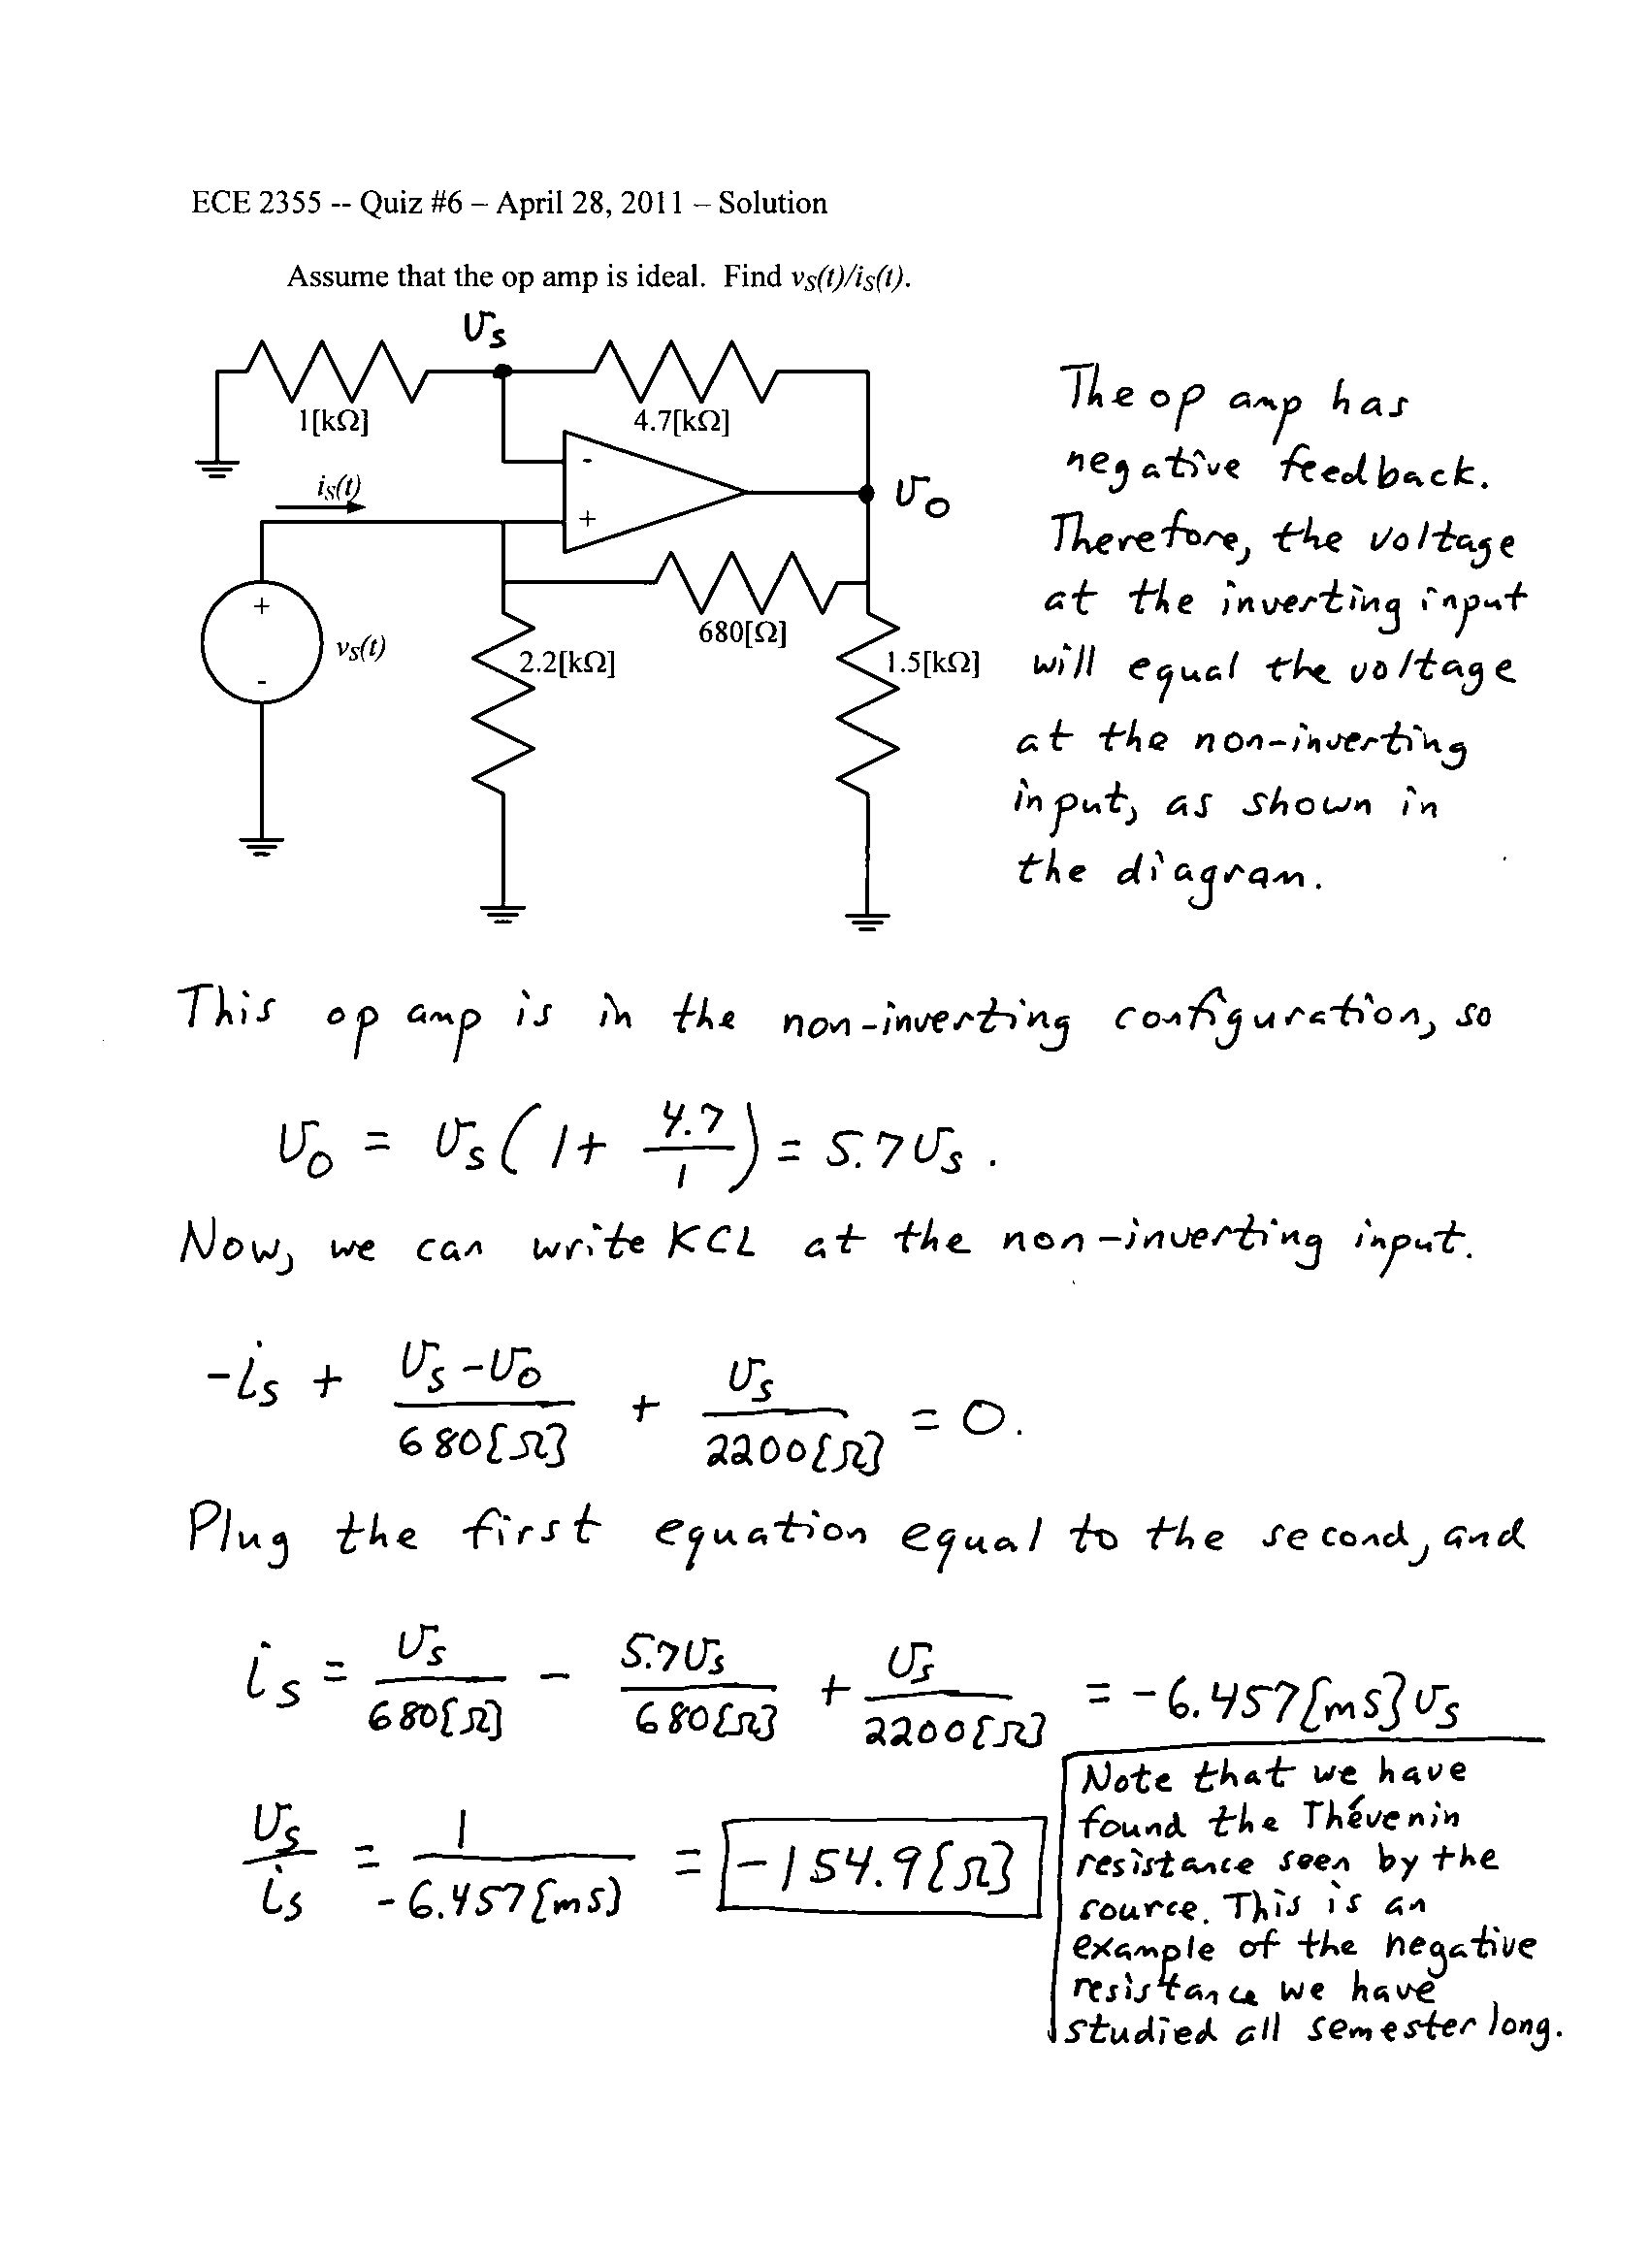 ECE 2355 -- Quiz #6 – April 28, 2011 – Solution
Assume that the op amp is ideal.  Find vS(t)/iS(t).
vs
1[kΩ]
4.7[kΩ]
-
iS(t)
+
vo
+
vS(t)
-
2.2[kΩ]
680[Ω]
1.5[kΩ]
The op amp has
negative feedback.
Therefore, the voltage
at the inverting input
will equal the voltage
at the non-inverting
input, as shown in
the diagram.
This op amp is in the non-inverting configuration, so
vo = vs(1 + 4.7/1) = 5.7vs.
Now, we can write KCL at the non-inverting input.
-is + (vs - vo)/680[Ω] + vs/2200[Ω] = 0.
Plug the first equation equal to the second, and
is = vs/680[Ω] - 5.7vs/680[Ω] + vs/2200[Ω] = -6.457[ms]vs
vs/is = 1/-6.457[ms] = -154.9[Ω]
Note that we have
found the Thévenin
resistance seen by the
source. This is an
example of the negative
resistance we have
studied all semester long.